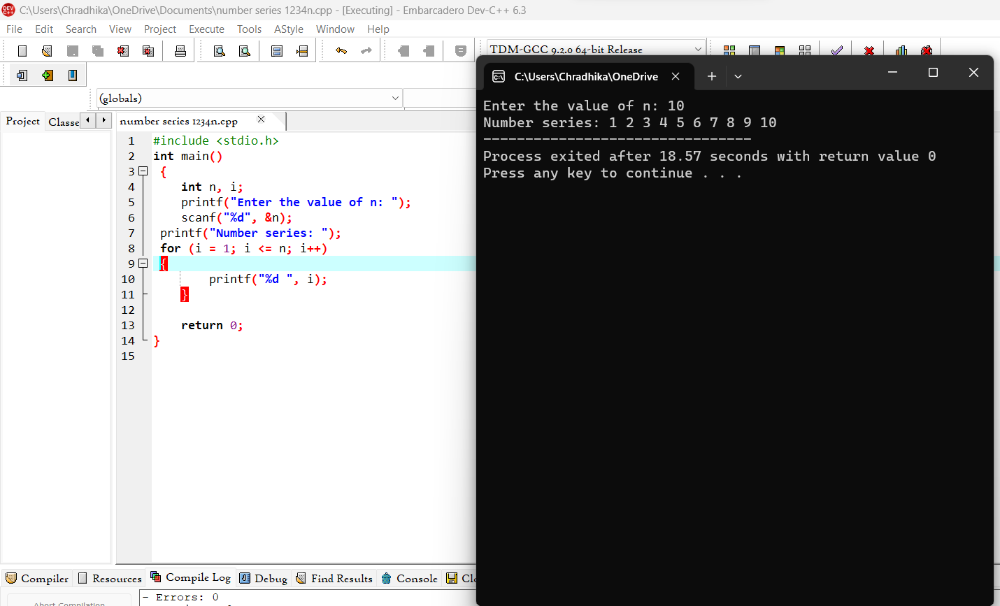 C:\Users\Chradhika\OneDrive\Documents\number series 1234n.cpp - [Executing] - Embarcadero Dev-C++ 6.3
File Edit Search View Project Execute Tools AStyle Window Help
TDM-GCC 9.2.0 64-bit Release
(globals)
Project Classe
number series 1234n.cpp
1 #include <stdio.h>
2 int main()
3 {
4 int n, i;
5 printf("Enter the value of n: ");
6 scanf("%d", &n);
7 printf("Number series: ");
8 for (i = 1; i <= n; i++)
9 {
10 printf("%d ", i);
11 }
12
13 return 0;
14 }
15
C:\Users\Chradhika\OneDrive
Enter the value of n: 10
Number series: 1 2 3 4 5 6 7 8 9 10
--------------------------------
Process exited after 18.57 seconds with return value 0
Press any key to continue . . .
Compiler Resources Compile Log Debug Find Results Console Clo
Abort Compilation
- Errors: 0